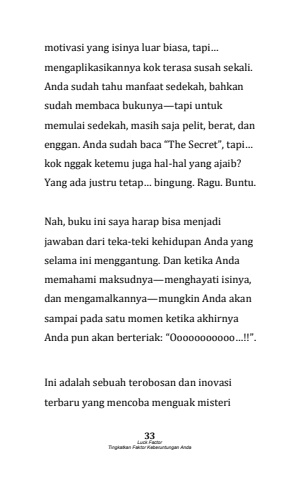 motivasi yang isinya luar biasa, tapi…
mengaplikasikannya kok terasa susah sekali.
Anda sudah tahu manfaat sedekah, bahkan
sudah membaca bukunya—tapi untuk
memulai sedekah, masih saja pelit, berat, dan
enggan. Anda sudah baca “The Secret”, tapi…
kok nggak ketemu juga hal-hal yang ajaib?
Yang ada justru tetap… bingung. Ragu. Buntu.
Nah, buku ini saya harap bisa menjadi
jawaban dari teka-teki kehidupan Anda yang
selama ini menggantung. Dan ketika Anda
memahami maksudnya—menghayati isinya,
dan mengamalkannya—mungkin Anda akan
sampai pada satu momen ketika akhirnya
Anda pun akan berteriak: “Ooooooooooo…!!”.
Ini adalah sebuah terobosan dan inovasi
terbaru yang mencoba menguak misteri
33
Luck Factor
Tingkatkan Faktor Keberuntungan Anda